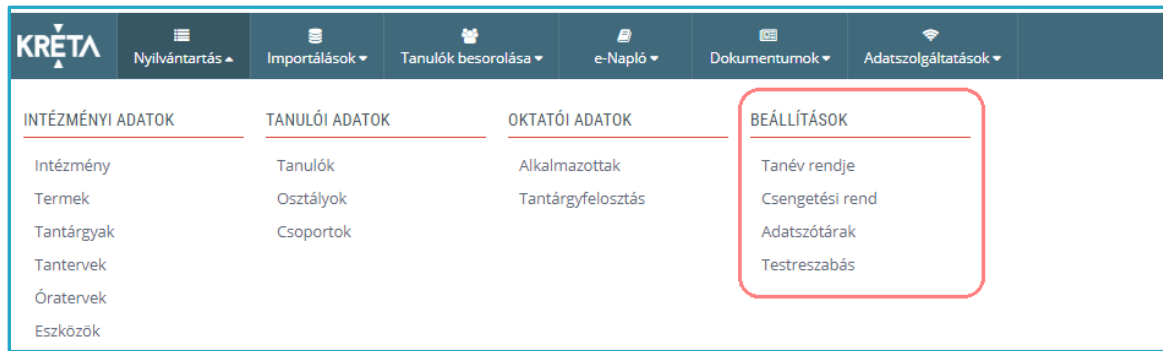 KRÉTA
Nyilvántartás
Importálások
Tanulók besorolása
e-Napló
Dokumentumok
Adatszolgáltatások
INTÉZMÉNYI ADATOK
Intézmény
Termek
Tantárgyak
Tantervek
Óratervek
Eszközök
TANULÓI ADATOK
Tanulók
Osztályok
Csoportok
OKTATÓI ADATOK
Alkalmazottak
Tantárgyfelosztás
BEÁLLÍTÁSOK
Tanév rendje
Csengetési rend
Adatszótárak
Testreszabás